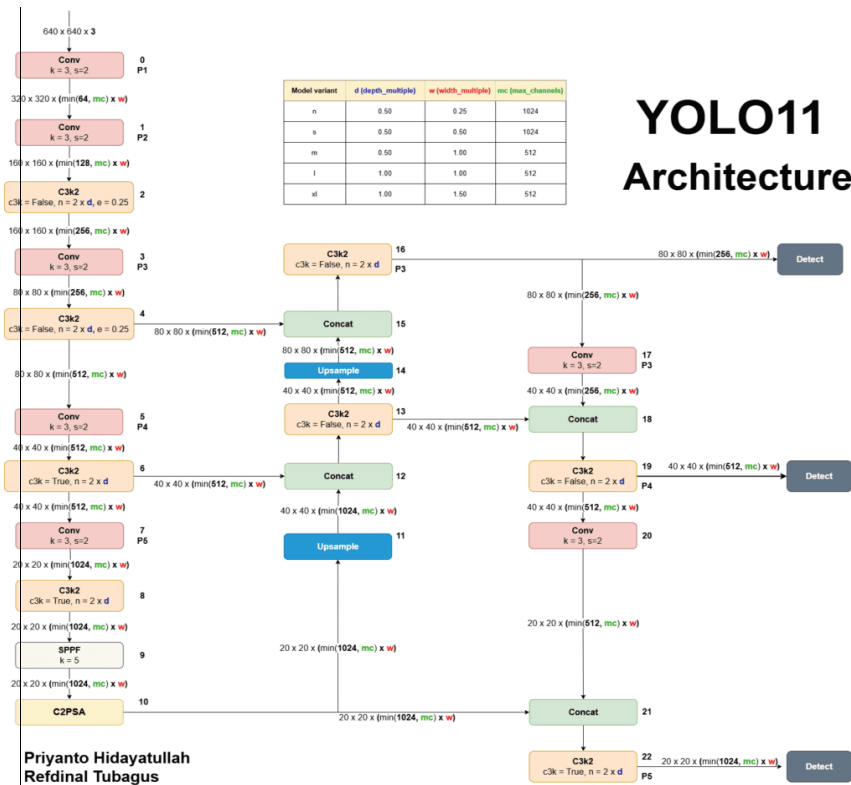 640 x 640 x 3
Conv
k = 3, s=2
0
P1
320 x 320 x (min(64, mc) x w)
Conv
k = 3, s=2
1
P2
160 x 160 x (min(128, mc) x w)
C3k2
c3k = False, n = 2 x d, e = 0.25
2
160 x 160 x (min(256, mc) x w)
Conv
k = 3, s=2
3
P3
80 x 80 x (min(256, mc) x w)
C3k2
c3k = False, n = 2 x d, e = 0.25
4
80 x 80 x (min(512, mc) x w)
80 x 80 x (min(512, mc) x w)
Conv
k = 3, s=2
5
P4
40 x 40 x (min(512, mc) x w)
C3k2
c3k = True, n = 2 x d
6
40 x 40 x (min(512, mc) x w)
40 x 40 x (min(512, mc) x w)
Conv
k = 3, s=2
7
P5
20 x 20 x (min(1024, mc) x w)
C3k2
c3k = True, n = 2 x d
8
20 x 20 x (min(1024, mc) x w)
SPPF
k = 5
9
20 x 20 x (min(1024, mc) x w)
C2PSA
10
20 x 20 x (min(1024, mc) x w)
Priyanto Hidayatullah
Refdinal Tubagus
Model variant d (depth_multiple) w (width_multiple) mc (max_channels)
n 0.50 0.25 1024
s 0.50 0.50 1024
m 0.50 1.00 512
l 1.00 1.00 512
xl 1.00 1.50 512
YOLO11
Architecture
C3k2
c3k = False, n = 2 x d
16
P3
80 x 80 x (min(256, mc) x w)
Detect
Concat
15
80 x 80 x (min(512, mc) x w)
Upsample
14
40 x 40 x (min(512, mc) x w)
C3k2
c3k = False, n = 2 x d
13
40 x 40 x (min(512, mc) x w)
Concat
12
40 x 40 x (min(1024, mc) x w)
Upsample
11
20 x 20 x (min(1024, mc) x w)
80 x 80 x (min(256, mc) x w)
Conv
k = 3, s=2
17
P3
40 x 40 x (min(256, mc) x w)
Concat
18
C3k2
c3k = False, n = 2 x d
19
P4
40 x 40 x (min(512, mc) x w)
Detect
40 x 40 x (min(512, mc) x w)
Conv
k = 3, s=2
20
20 x 20 x (min(512, mc) x w)
Concat
21
C3k2
c3k = True, n = 2 x d
22
P5
20 x 20 x (min(1024, mc) x w)
Detect